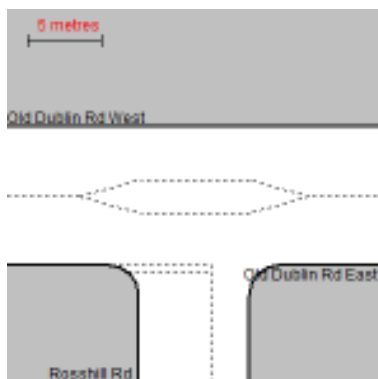 5 metres
Old Dublin Rd West
Old Dublin Rd East
Rosshill Rd